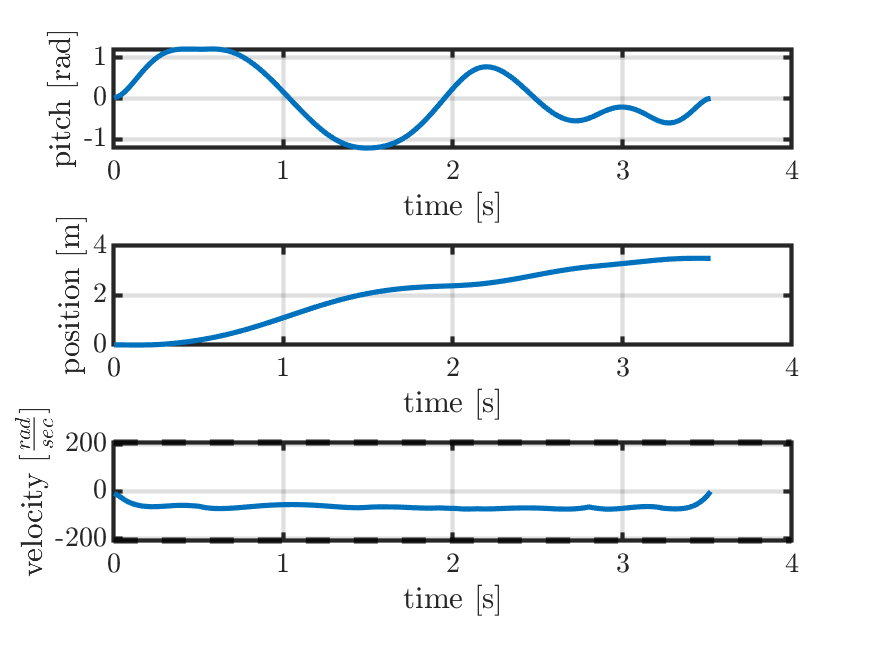 pitch [rad]
1
0
-1
0 1 2 3 4
time [s]
position [m]
4
2
0
0 1 2 3 4
time [s]
velocity [rad/sec]
200
0
-200
0 1 2 3 4
time [s]